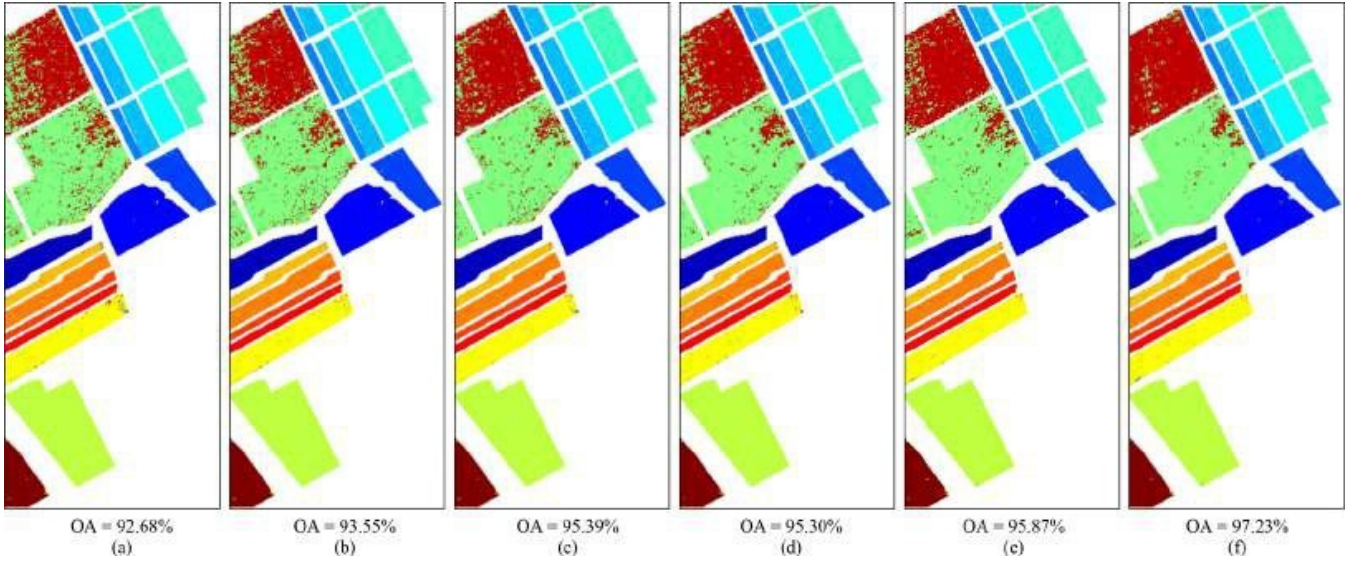 OA = 92.68% OA = 93.55% OA = 95.39% OA = 95.30% OA = 95.87% OA = 97.23%
(a) (b) (c) (d) (e) (f)